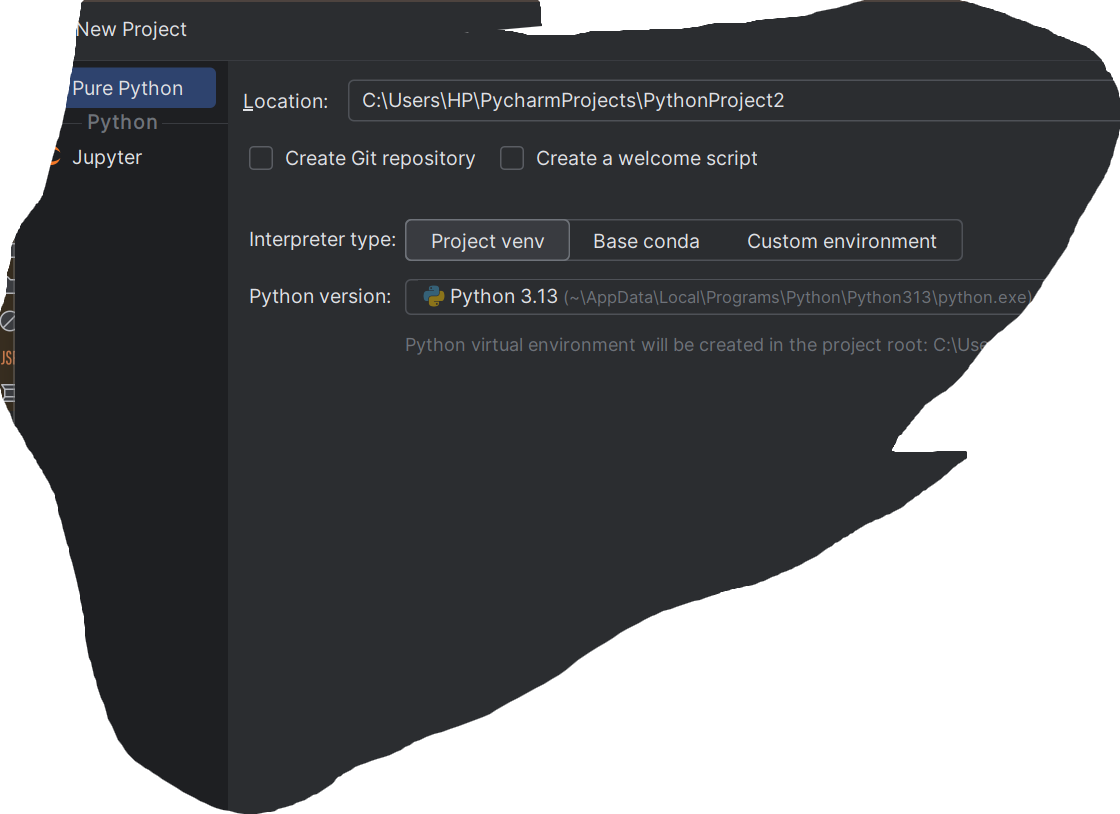 New Project
Pure Python
Python
Jupyter
Location: C:\Users\HP\PycharmProjects\PythonProject2
Create Git repository Create a welcome script
Interpreter type: Project venv Base conda Custom environment
Python version: Python 3.13 (~\AppData\Local\Programs\Python\Python313\python.exe)
Python virtual environment will be created in the project root: C:\Use